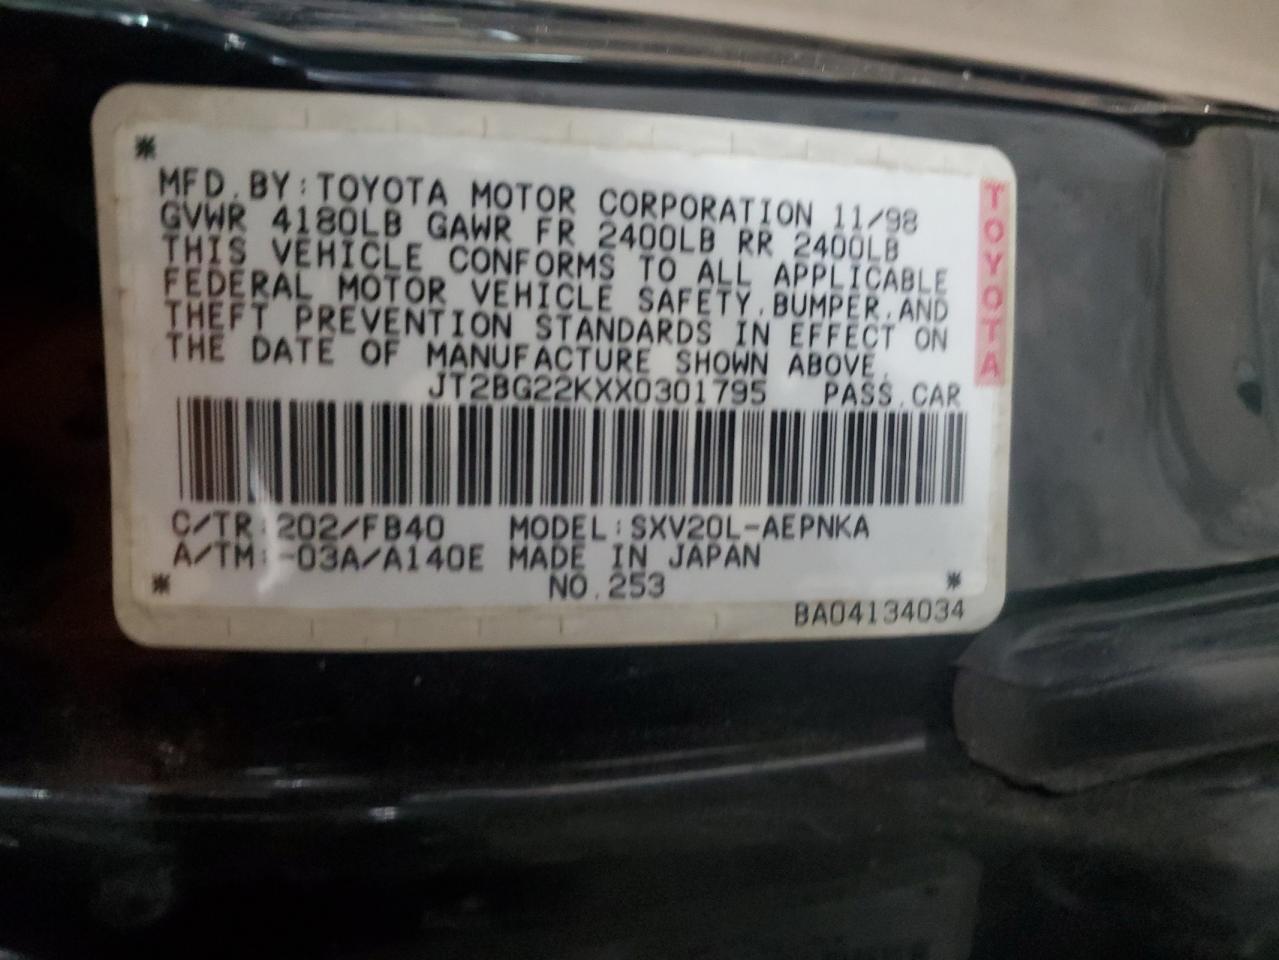 MFD. BY: TOYOTA MOTOR CORPORATION 11/98
GVWR 4180LB GAWR FR 2400LB RR 2400LB
THIS VEHICLE CONFORMS TO ALL APPLICABLE
FEDERAL MOTOR VEHICLE SAFETY, BUMPER, AND
THEFT PREVENTION STANDARDS IN EFFECT ON
THE DATE OF MANUFACTURE SHOWN ABOVE.
JT2BG22KXX0301795 PASS. CAR
C/TR: 202/FB40 MODEL: SXV20L-AEPNKA
A/TM: -03A/A140E MADE IN JAPAN
NO. 253
BA04134034
TOYOTA